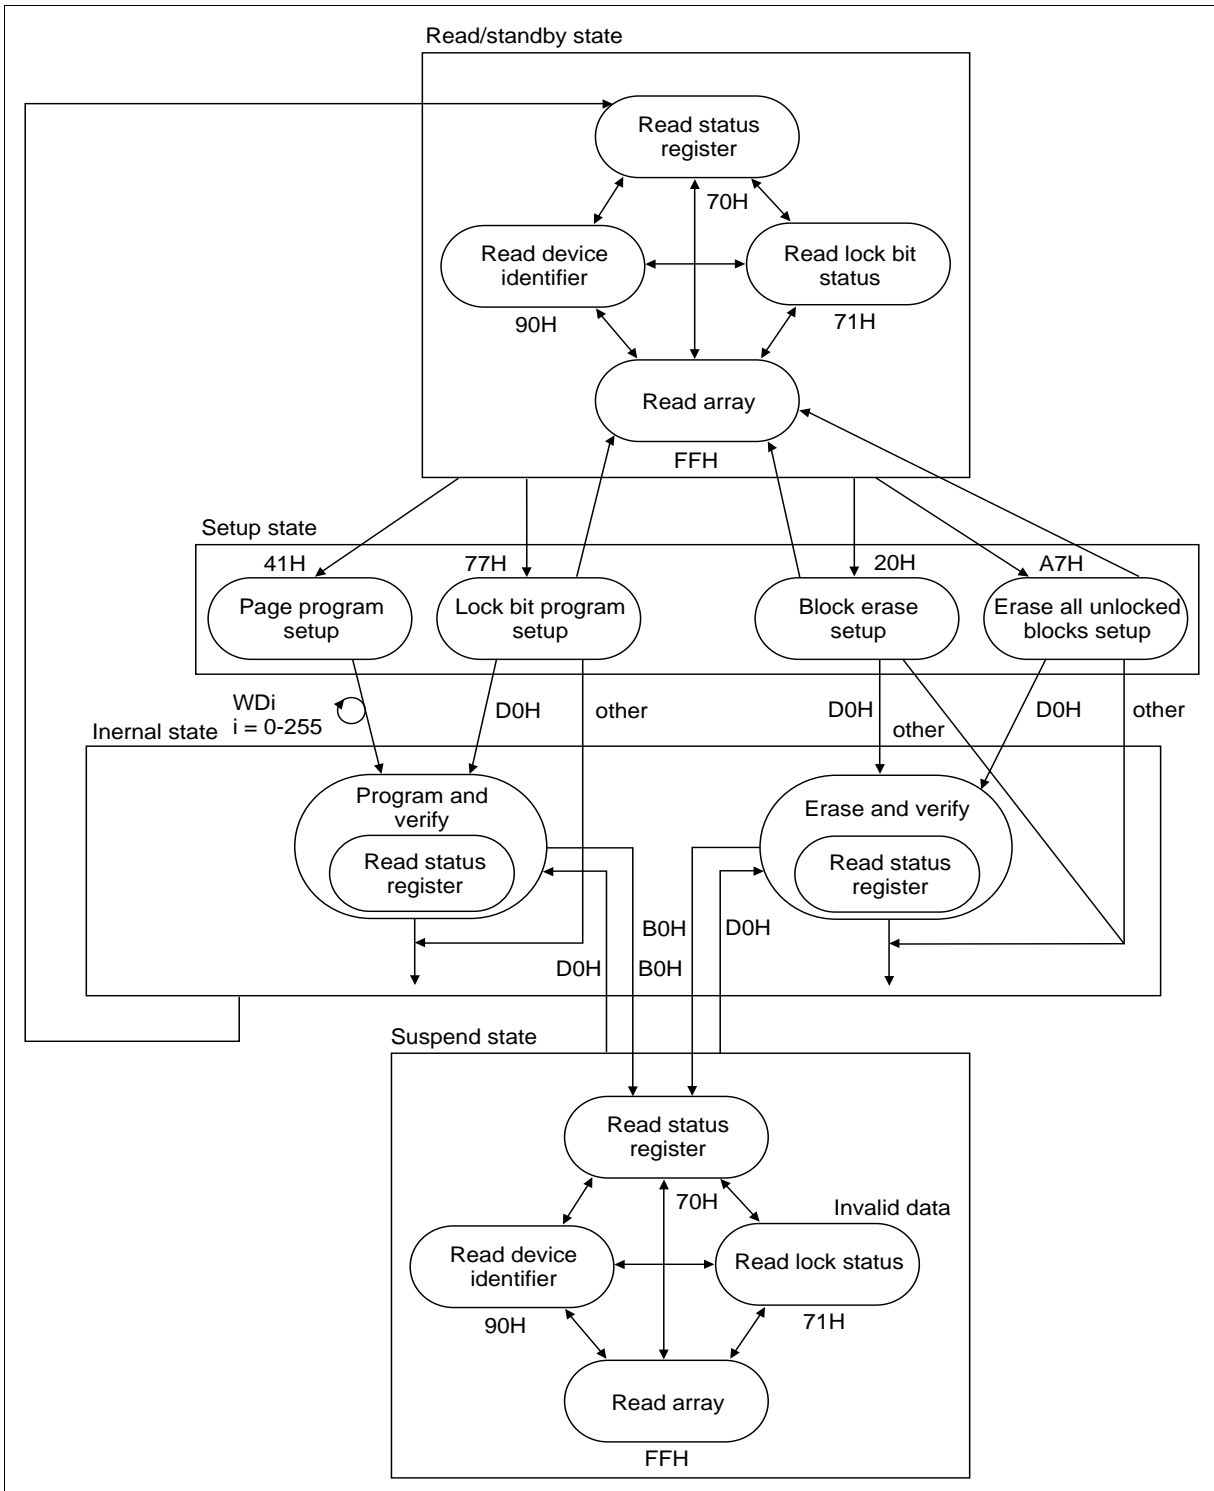 Read/standby state
Read status
register
70H
Read device
identifier
Read lock bit
status
90H
71H
Read array
FFH
Setup state
41H
77H
20H
A7H
Page program
setup
Lock bit program
setup
Block erase
setup
Erase all unlocked
blocks setup
WDi
i = 0-255
D0H
other
D0H
other
D0H
other
Inernal state
Program and
verify
Read status
register
Erase and verify
Read status
register
B0H
D0H
D0H
B0H
Suspend state
Read status
register
70H
Invalid data
Read device
identifier
Read lock status
90H
71H
Read array
FFH